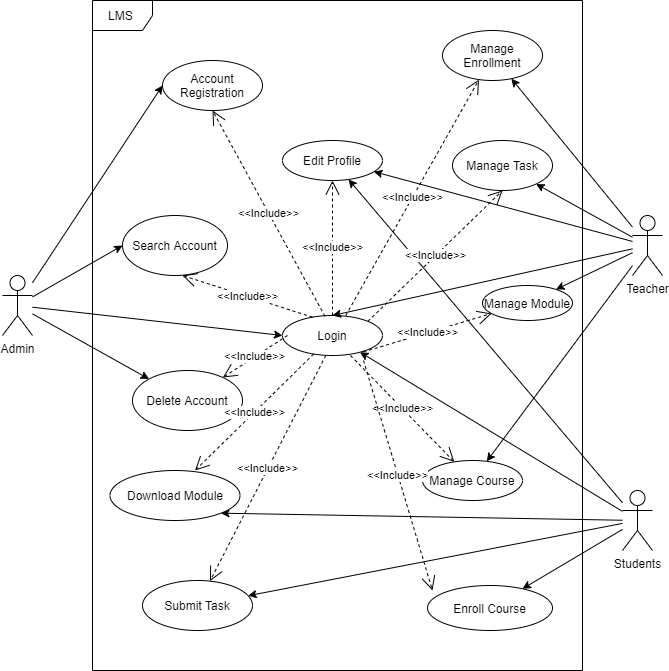 LMS
Manage
Enrollment
Account
Registration
Edit Profile
Manage Task
<<Include>>
<<Include>>
Search Account
<<Include>>
<<Include>>
Teacher
<<Include>>
Manage Module
Admin
Login
<<Include>>
<<Include>>
Delete Account
<<Include>>
<<Include>>
<<Include>>
<<Include>>
Manage Course
Download Module
Students
Submit Task
Enroll Course